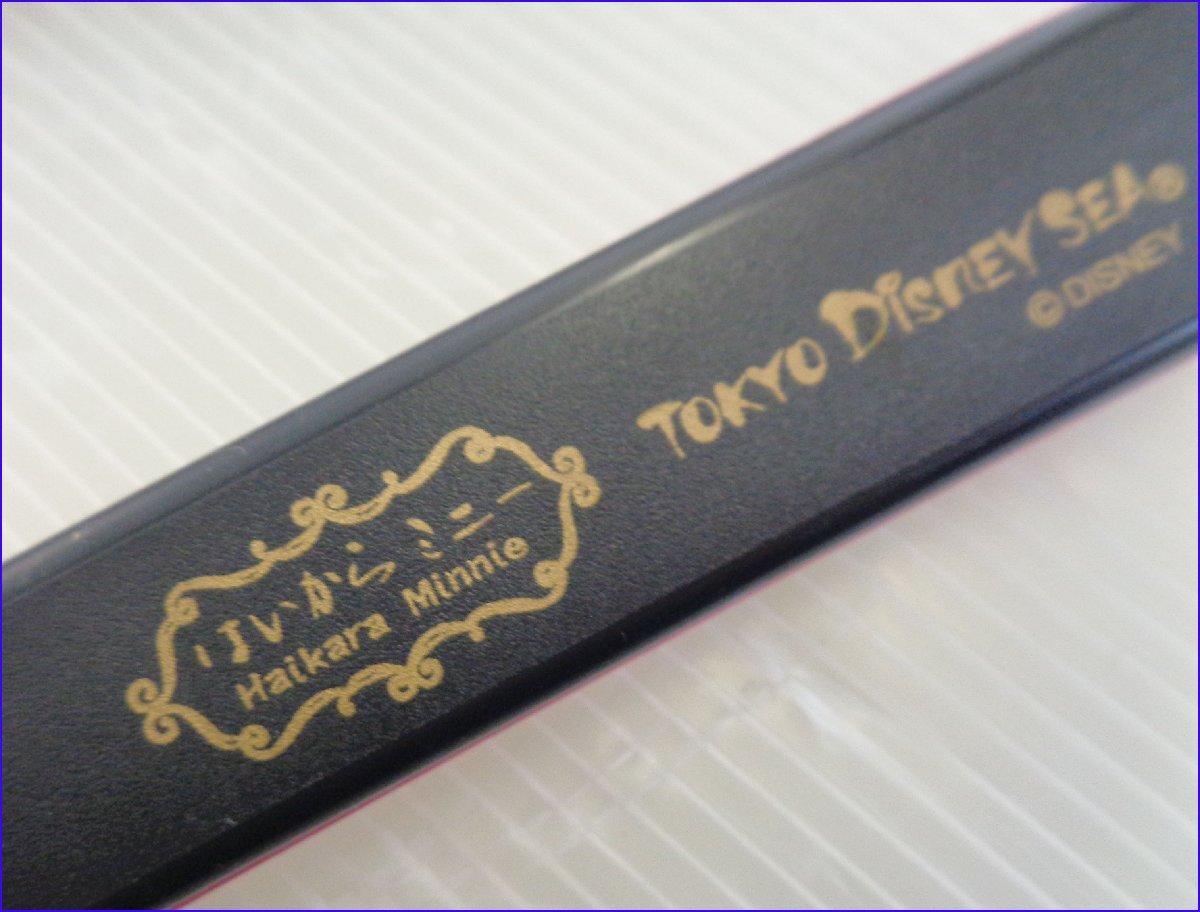 はいからミニー
Haikara Minnie
TOKYO DISNEY SEA®
©DISNEY